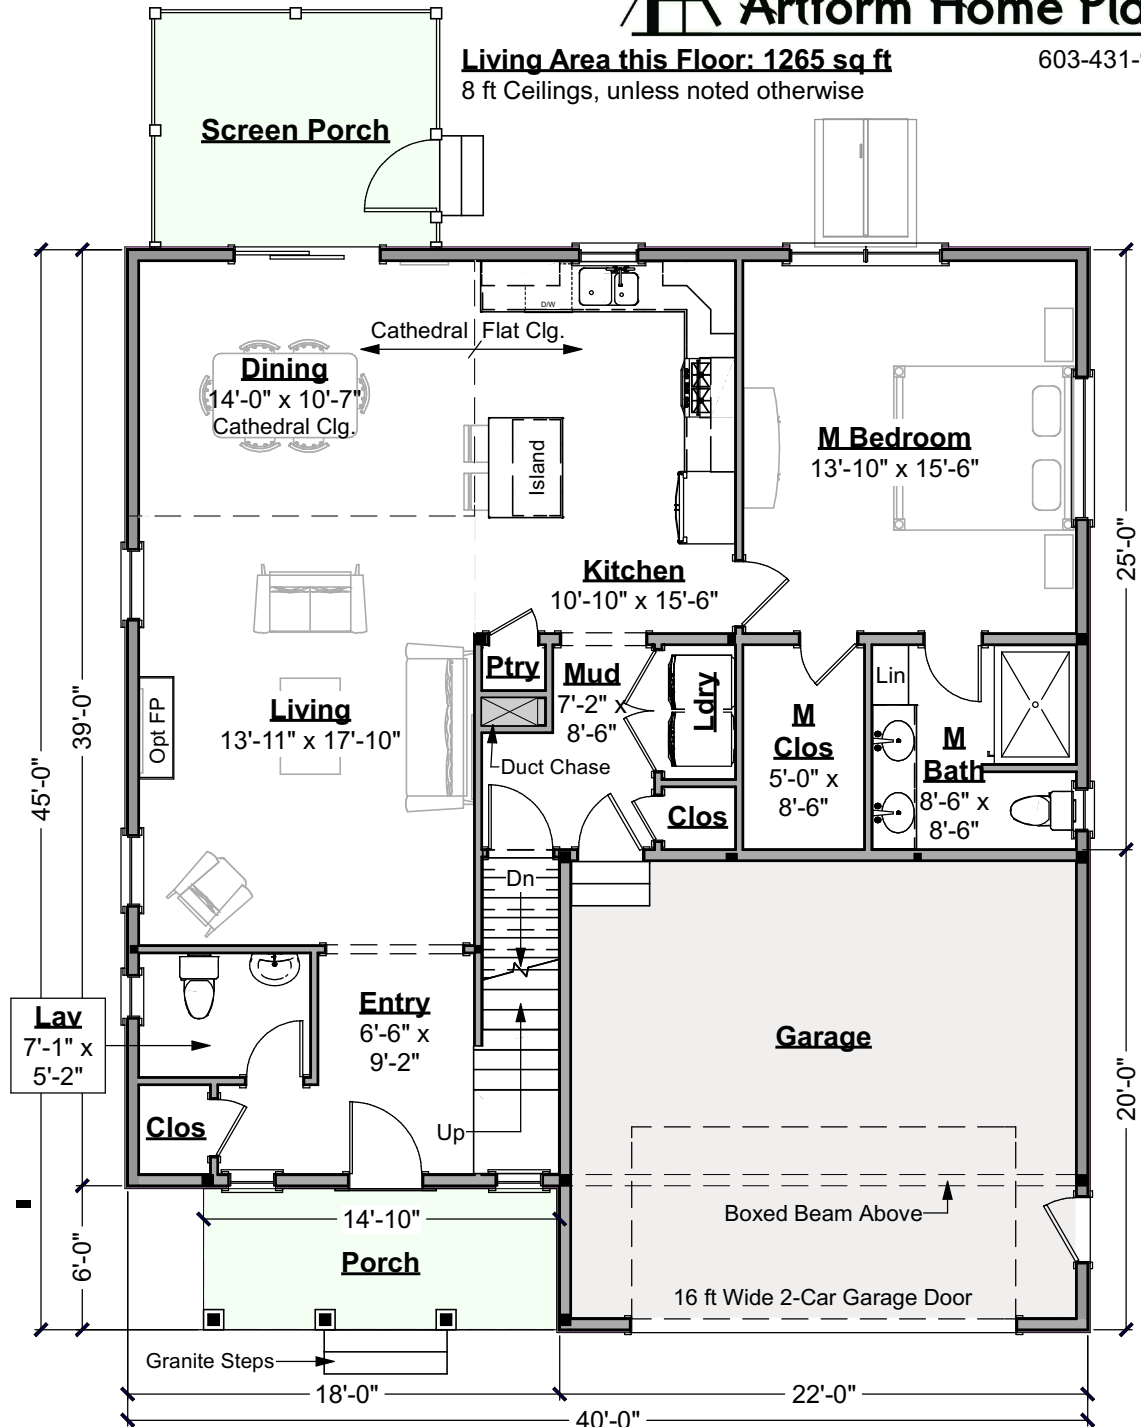 Artform Home Pla
Living Area this Floor: 1265 sq ft
603-431-
8 ft Ceilings, unless noted otherwise
Screen Porch
D/W
Cathedral
Flat Clg.
Dining
14'-0" x 10'-7"
Cathedral Clg.
Island
M Bedroom
13'-10" x 15'-6"
25'-0"
Kitchen
10'-10" x 15'-6"
Ptry
Mud
7'-2" x
8'-6"
Ldry
Lin
M
Clos
5'-0" x
8'-6"
M
Bath
8'-6" x
8'-6"
Opt FP
Living
13'-11" x 17'-10"
39'-0"
45'-0"
Duct Chase
Clos
Dn
Entry
6'-6" x
9'-2"
Lav
7'-1" x
5'-2"
Garage
20'-0"
Clos
Up
14'-10"
Boxed Beam Above
Porch
6'-0"
16 ft Wide 2-Car Garage Door
Granite Steps
18'-0"
22'-0"
40'-0"